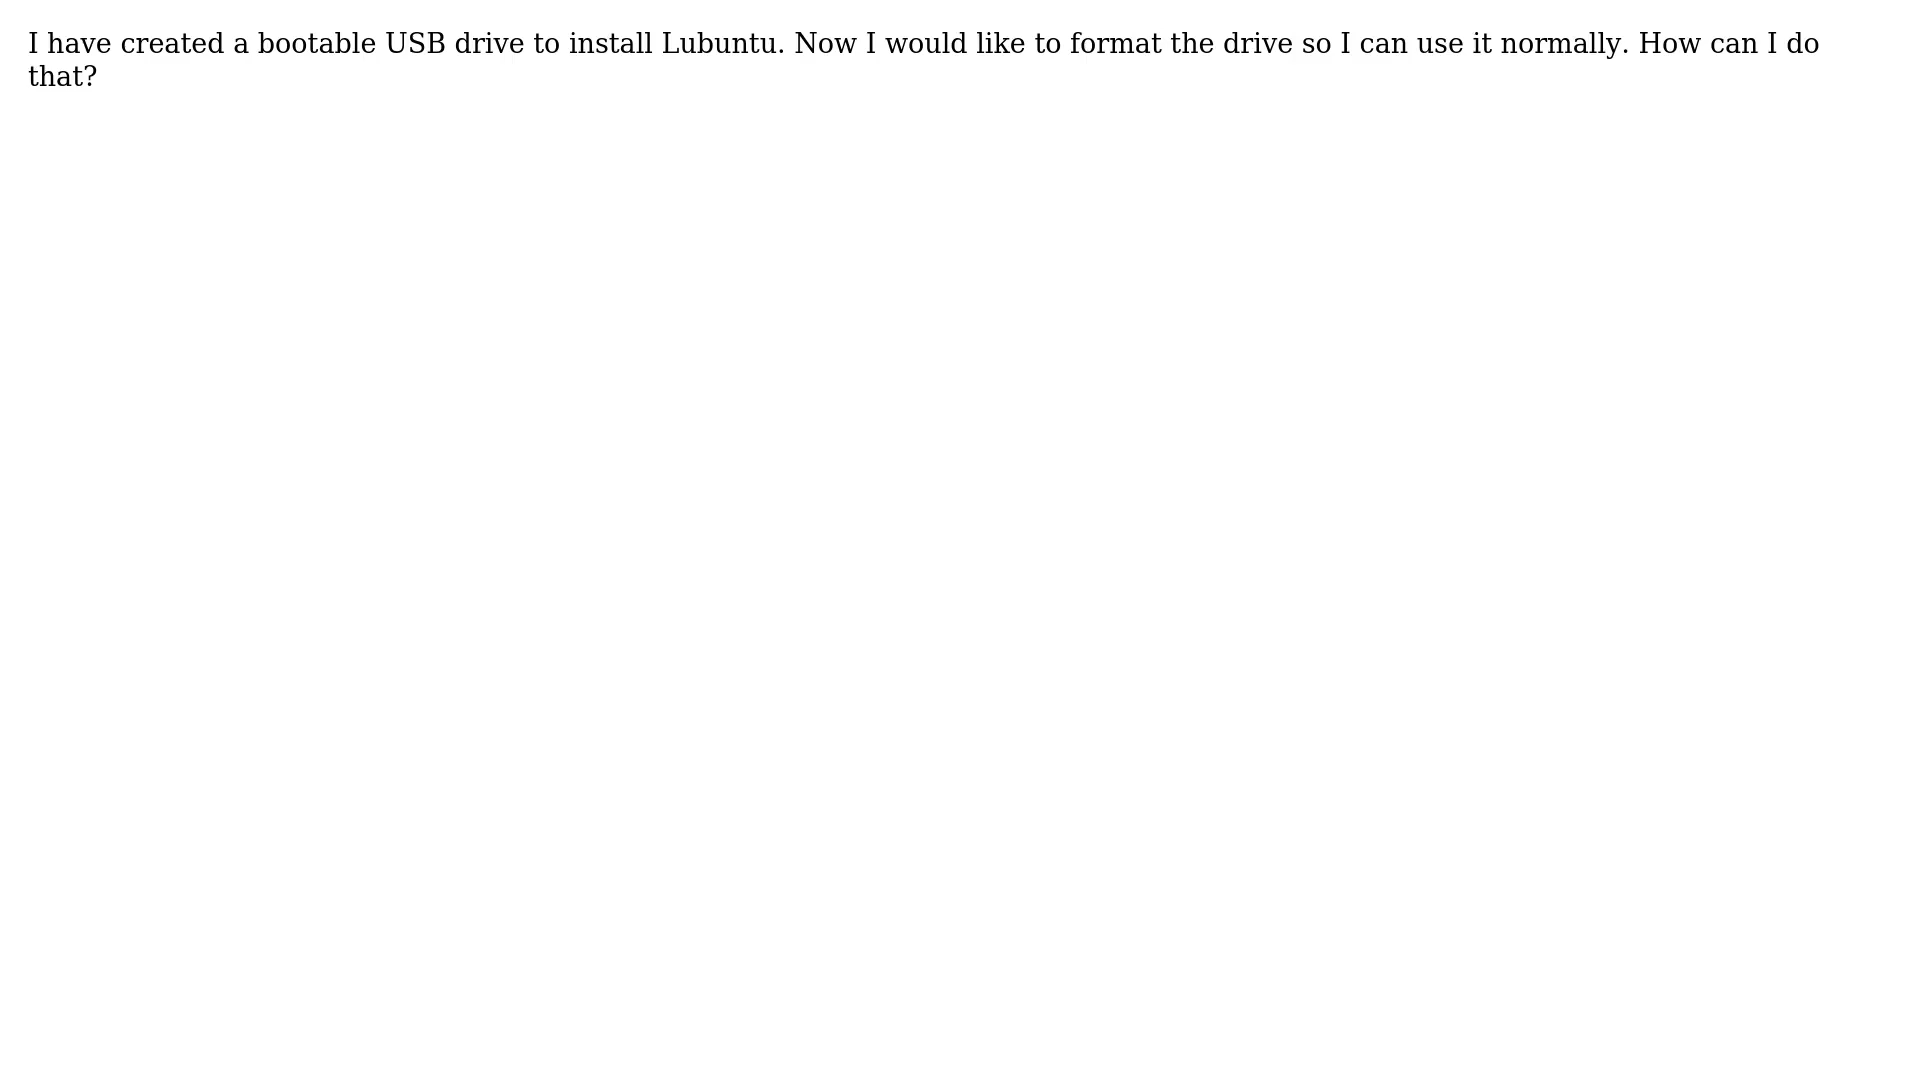 I have created a bootable USB drive to install Lubuntu. Now I would like to format the drive so I can use it normally. How can I do
that?